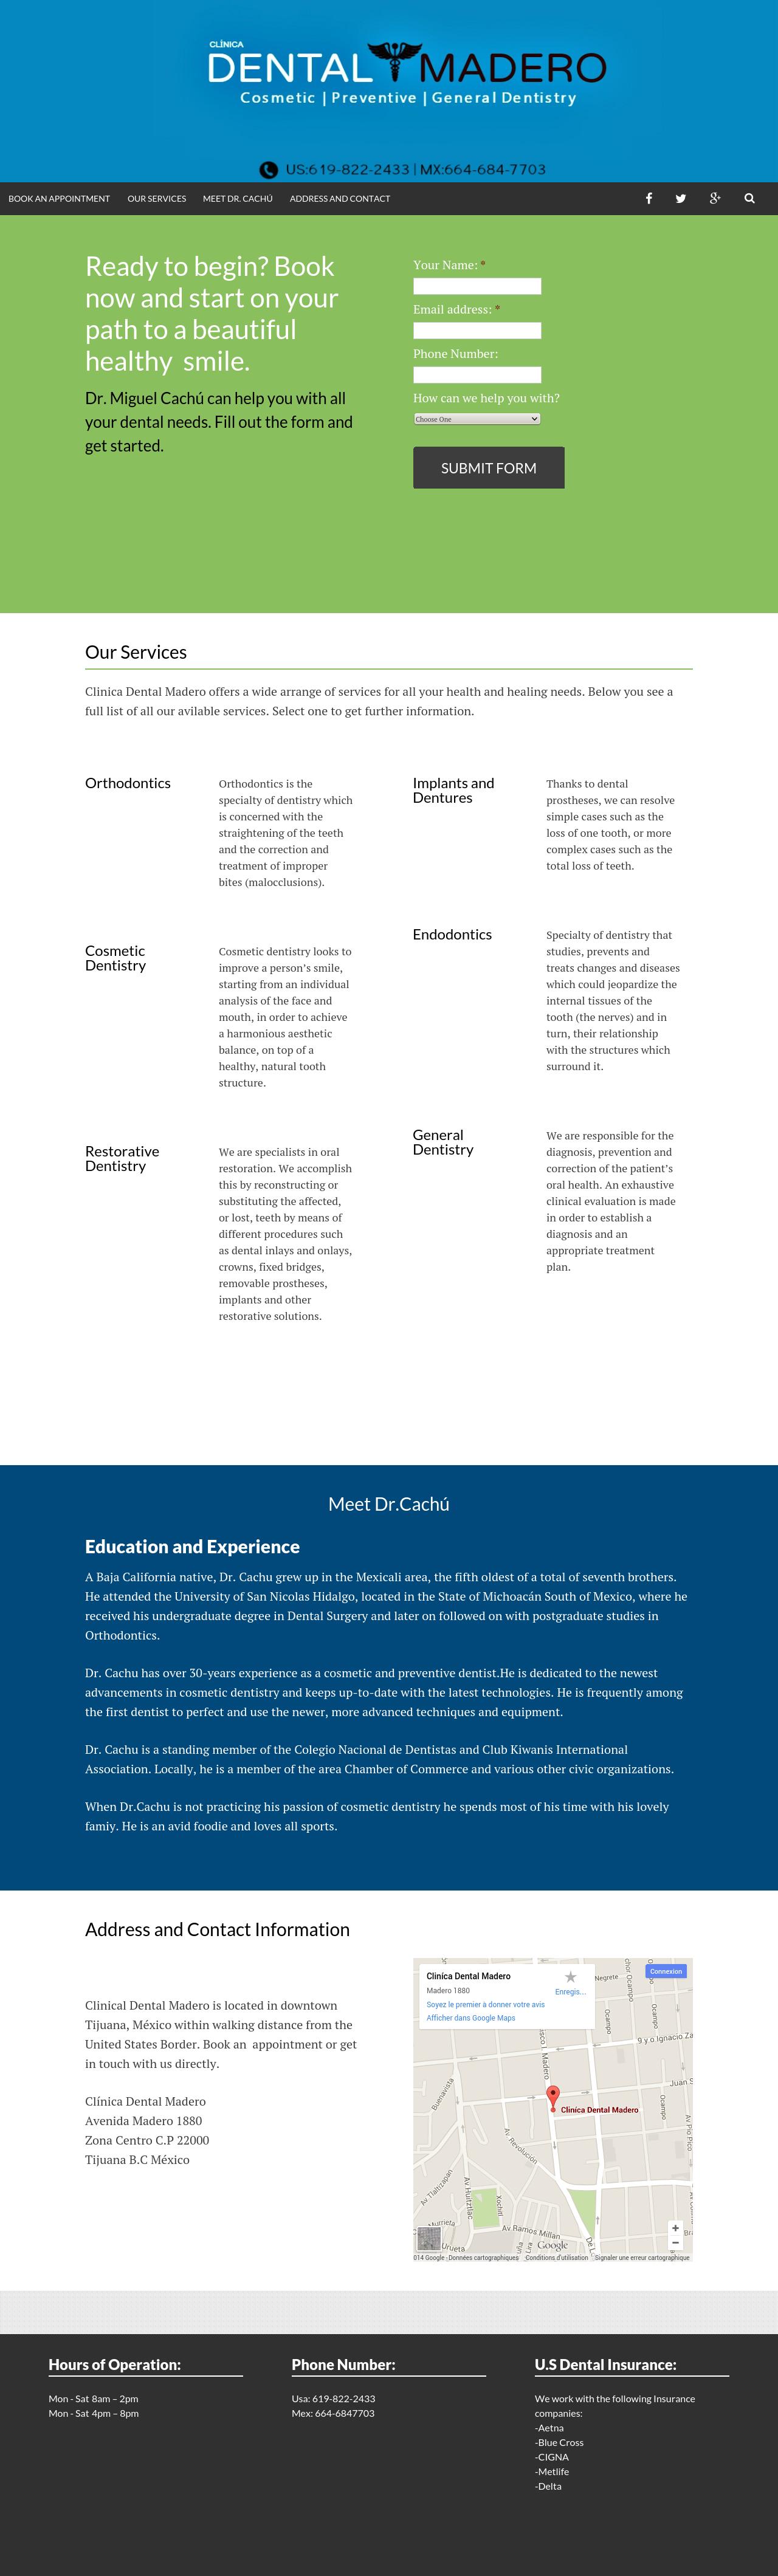 CLÍNICA
DENTAL MADERO
Cosmetic | Preventive | General Dentistry
US:619-822-2433 | MX:664-684-7703
BOOK AN APPOINTMENT OUR SERVICES MEET DR. CACHÚ ADDRESS AND CONTACT
Ready to begin? Book
now and start on your
path to a beautiful
healthy smile.
Dr. Miguel Cachú can help you with all
your dental needs. Fill out the form and
get started.
Your Name: *
Email address: *
Phone Number:
How can we help you with?
Choose One
SUBMIT FORM
Our Services
Clinica Dental Madero offers a wide arrange of services for all your health and healing needs. Below you see a
full list of all our avilable services. Select one to get further information.
Orthodontics
Orthodontics is the
specialty of dentistry which
is concerned with the
straightening of the teeth
and the correction and
treatment of improper
bites (malocclusions).
Implants and
Dentures
Thanks to dental
prostheses, we can resolve
simple cases such as the
loss of one tooth, or more
complex cases such as the
total loss of teeth.
Cosmetic
Dentistry
Cosmetic dentistry looks to
improve a person's smile,
starting from an individual
analysis of the face and
mouth, in order to achieve
a harmonious aesthetic
balance, on top of a
healthy, natural tooth
structure.
Endodontics
Specialty of dentistry that
studies, prevents and
treats changes and diseases
which could jeopardize the
internal tissues of the
tooth (the nerves) and in
turn, their relationship
with the structures which
surround it.
Restorative
Dentistry
We are specialists in oral
restoration. We accomplish
this by reconstructing or
substituting the affected,
or lost, teeth by means of
different procedures such
as dental inlays and onlays,
crowns, fixed bridges,
removable prostheses,
implants and other
restorative solutions.
General
Dentistry
We are responsible for the
diagnosis, prevention and
correction of the patient's
oral health. An exhaustive
clinical evaluation is made
in order to establish a
diagnosis and an
appropriate treatment
plan.
Meet Dr.Cachú
Education and Experience
A Baja California native, Dr. Cachu grew up in the Mexicali area, the fifth oldest of a total of seventh brothers.
He attended the University of San Nicolas Hidalgo, located in the State of Michoacán South of Mexico, where he
received his undergraduate degree in Dental Surgery and later on followed on with postgraduate studies in
Orthodontics.
Dr. Cachu has over 30-years experience as a cosmetic and preventive dentist.He is dedicated to the newest
advancements in cosmetic dentistry and keeps up-to-date with the latest technologies. He is frequently among
the first dentist to perfect and use the newer, more advanced techniques and equipment.
Dr. Cachu is a standing member of the Colegio Nacional de Dentistas and Club Kiwanis International
Association. Locally, he is a member of the area Chamber of Commerce and various other civic organizations.
When Dr.Cachu is not practicing his passion of cosmetic dentistry he spends most of his time with his lovely
famiy. He is an avid foodie and loves all sports.
Address and Contact Information
Clinical Dental Madero is located in downtown
Tijuana, México within walking distance from the
United States Border. Book an appointment or get
in touch with us directly.
Clínica Dental Madero
Avenida Madero 1880
Zona Centro C.P 22000
Tijuana B.C México
Cliníca Dental Madero
Madero 1880
Soyez le premier à donner votre avis
Afficher dans Google Maps
Enregis...
Connexion
Negrete
Ocampo
9 y o Ignacio Za
Juan S
Ocampo
Buenavista
Clinica Dental Madero
Av Pío Pico
Av. Revolución
Av Tlaltizapán
Av Huitzilac
Xochitl
Av Ramos Millan
Murrieta
Urueta
Google
014 Google - Données cartographiques Conditions d'utilisation Signaler une erreur cartographique
Hours of Operation:
Mon - Sat 8am – 2pm
Mon - Sat 4pm – 8pm
Phone Number:
Usa: 619-822-2433
Mex: 664-6847703
U.S Dental Insurance:
We work with the following Insurance
companies:
-Aetna
-Blue Cross
-CIGNA
-Metlife
-Delta